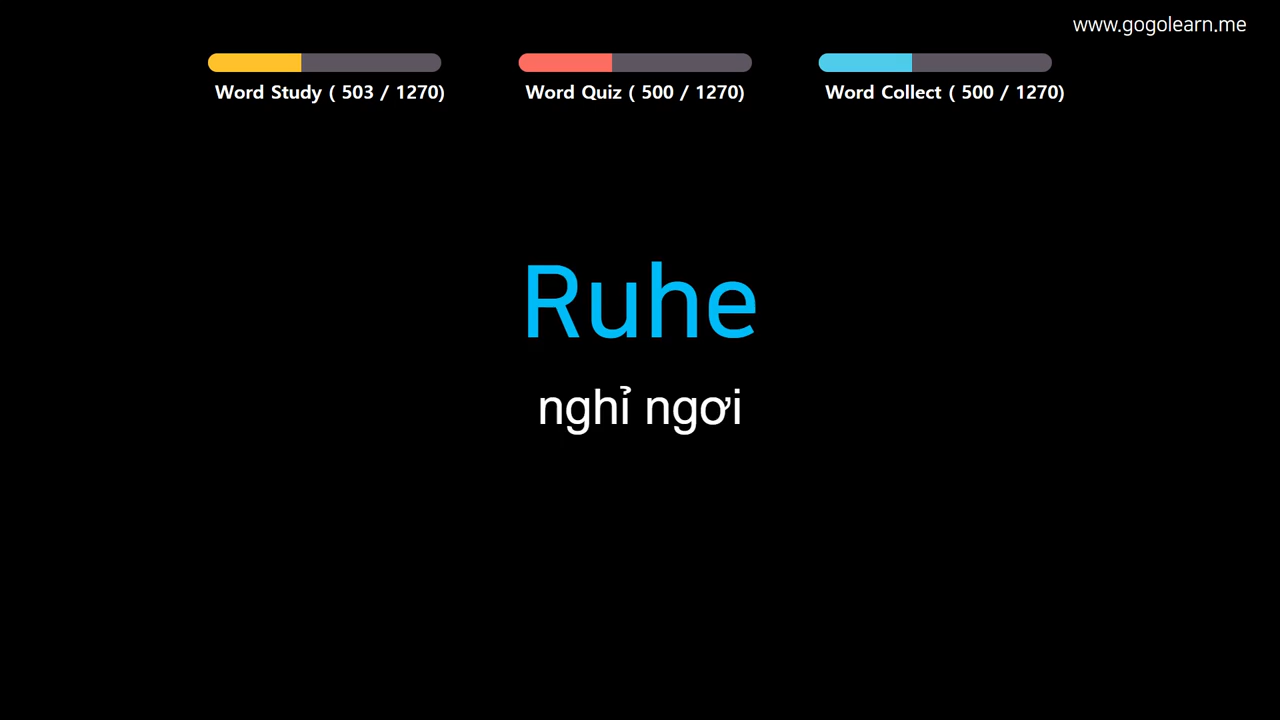 www.gogolearn.me
Word Study ( 503 / 1270)
Word Quiz ( 500 / 1270)
Word Collect ( 500 / 1270)
Ruhe
nghỉ ngơi